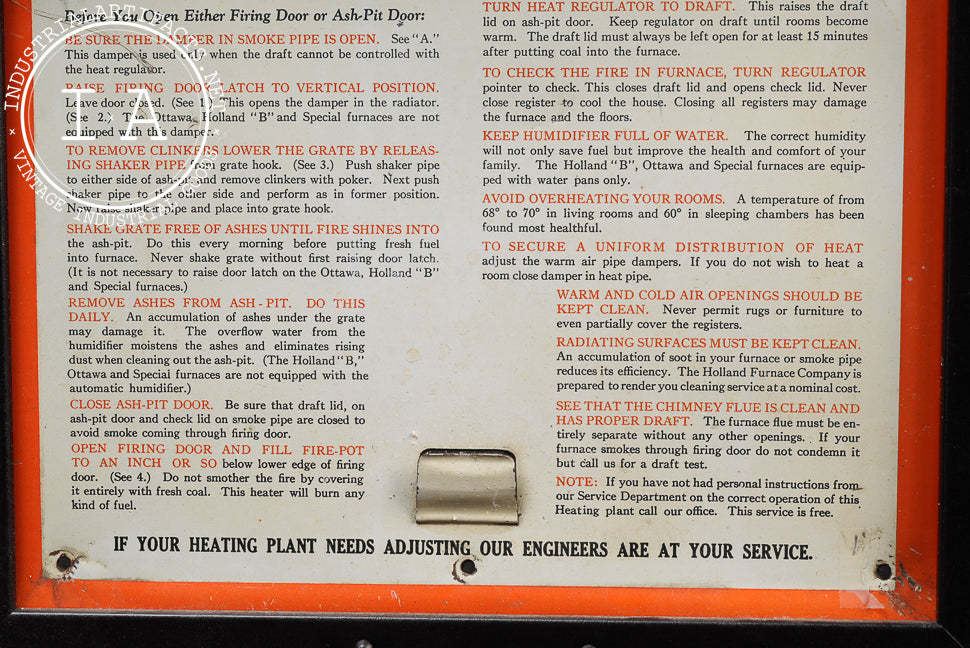 Before You Open Either Firing Door or Ash-Pit Door:
BE SURE THE DAMPER IN SMOKE PIPE IS OPEN. See "A."
This damper is used only when the draft cannot be controlled with
the heat regulator.
RAISE FIRING DOOR LATCH TO VERTICAL POSITION.
Leave door closed. (See 1.) This opens the damper in the radiator.
(See 2.) The Ottawa, Holland "B" and Special furnaces are not
equipped with this damper.
TO REMOVE CLINKERS LOWER THE GRATE BY RELEAS-
ING SHAKER PIPE from grate hook. (See 3.) Push shaker pipe
to either side of ash-pit and remove clinkers with poker. Next push
shaker pipe to the other side and perform as in former position.
Now raise shaker pipe and place into grate hook.
SHAKE GRATE FREE OF ASHES UNTIL FIRE SHINES INTO
the ash-pit. Do this every morning before putting fresh fuel
into furnace. Never shake grate without first raising door latch.
(It is not necessary to raise door latch on the Ottawa, Holland "B"
and Special furnaces.)
REMOVE ASHES FROM ASH-PIT. DO THIS
DAILY. An accumulation of ashes under the grate
may damage it. The overflow water from the
humidifier moistens the ashes and eliminates rising
dust when cleaning out the ash-pit. (The Holland "B,"
Ottawa and Special furnaces are not equipped with the
automatic humidifier.)
CLOSE ASH-PIT DOOR. Be sure that draft lid, on
ash-pit door and check lid on smoke pipe are closed to
avoid smoke coming through firing door.
OPEN FIRING DOOR AND FILL FIRE-POT
TO AN INCH OR SO below lower edge of firing
door. (See 4.) Do not smother the fire by covering
it entirely with fresh coal. This heater will burn any
kind of fuel.
TURN HEAT REGULATOR TO DRAFT. This raises the draft
lid on ash-pit door. Keep regulator on draft until rooms become
warm. The draft lid must always be left open for at least 15 minutes
after putting coal into the furnace.
TO CHECK THE FIRE IN FURNACE, TURN REGULATOR
pointer to check. This closes draft lid and opens check lid. Never
close register to cool the house. Closing all registers may damage
the furnace and the floors.
KEEP HUMIDIFIER FULL OF WATER. The correct humidity
will not only save fuel but improve the health and comfort of your
family. The Holland "B", Ottawa and Special furnaces are equip-
ped with water pans only.
AVOID OVERHEATING YOUR ROOMS. A temperature of from
68° to 70° in living rooms and 60° in sleeping chambers has been
found most healthful.
TO SECURE A UNIFORM DISTRIBUTION OF HEAT
adjust the warm air pipe dampers. If you do not wish to heat a
room close damper in heat pipe.
WARM AND COLD AIR OPENINGS SHOULD BE
KEPT CLEAN. Never permit rugs or furniture to
even partially cover the registers.
RADIATING SURFACES MUST BE KEPT CLEAN.
An accumulation of soot in your furnace or smoke pipe
reduces its efficiency. The Holland Furnace Company is
prepared to render you cleaning service at a nominal cost.
SEE THAT THE CHIMNEY FLUE IS CLEAN AND
HAS PROPER DRAFT. The furnace flue must be en-
tirely separate without any other openings. If your
furnace smokes through firing door do not condemn it
but call us for a draft test.
NOTE: If you have not had personal instructions from
our Service Department on the correct operation of this
Heating plant call our office. This service is free.
IF YOUR HEATING PLANT NEEDS ADJUSTING OUR ENGINEERS ARE AT YOUR SERVICE.
INDUSTRIALARTIFACTS.NET
IA
VINTAGE INDUSTRIAL GOODS